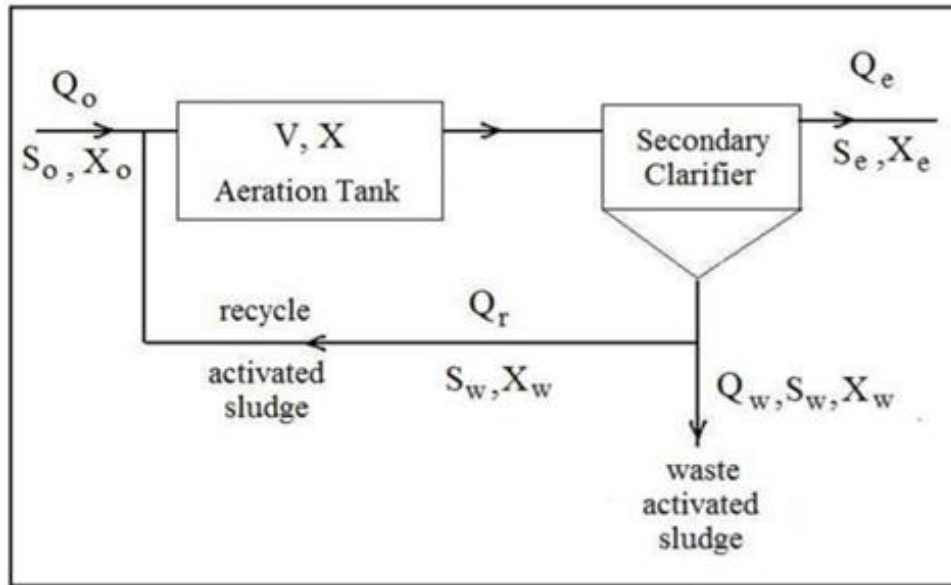 Qo
So, Xo
V, X
Aeration Tank
Secondary
Clarifier
Qe
Se, Xe
recycle
activated
sludge
Qr
Sw, Xw
Qw, Sw, Xw
waste
activated
sludge